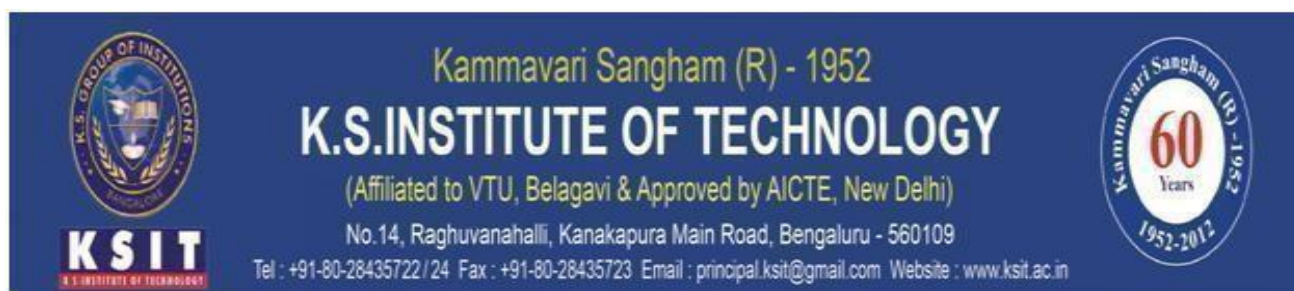 K.S. GROUP OF INSTITUTIONS
BANGALORE
KSIT
K S INSTITUTE OF TECHNOLOGY
Kammavari Sangham (R) - 1952
K.S.INSTITUTE OF TECHNOLOGY
(Affiliated to VTU, Belagavi & Approved by AICTE, New Delhi)
No.14, Raghuvanahalli, Kanakapura Main Road, Bengaluru - 560109
Tel : +91-80-28435722/24 Fax : +91-80-28435723 Email : principal.ksit@gmail.com Website : www.ksit.ac.in
Kammavari Sangham (R) -1952
60
Years
1952-2012